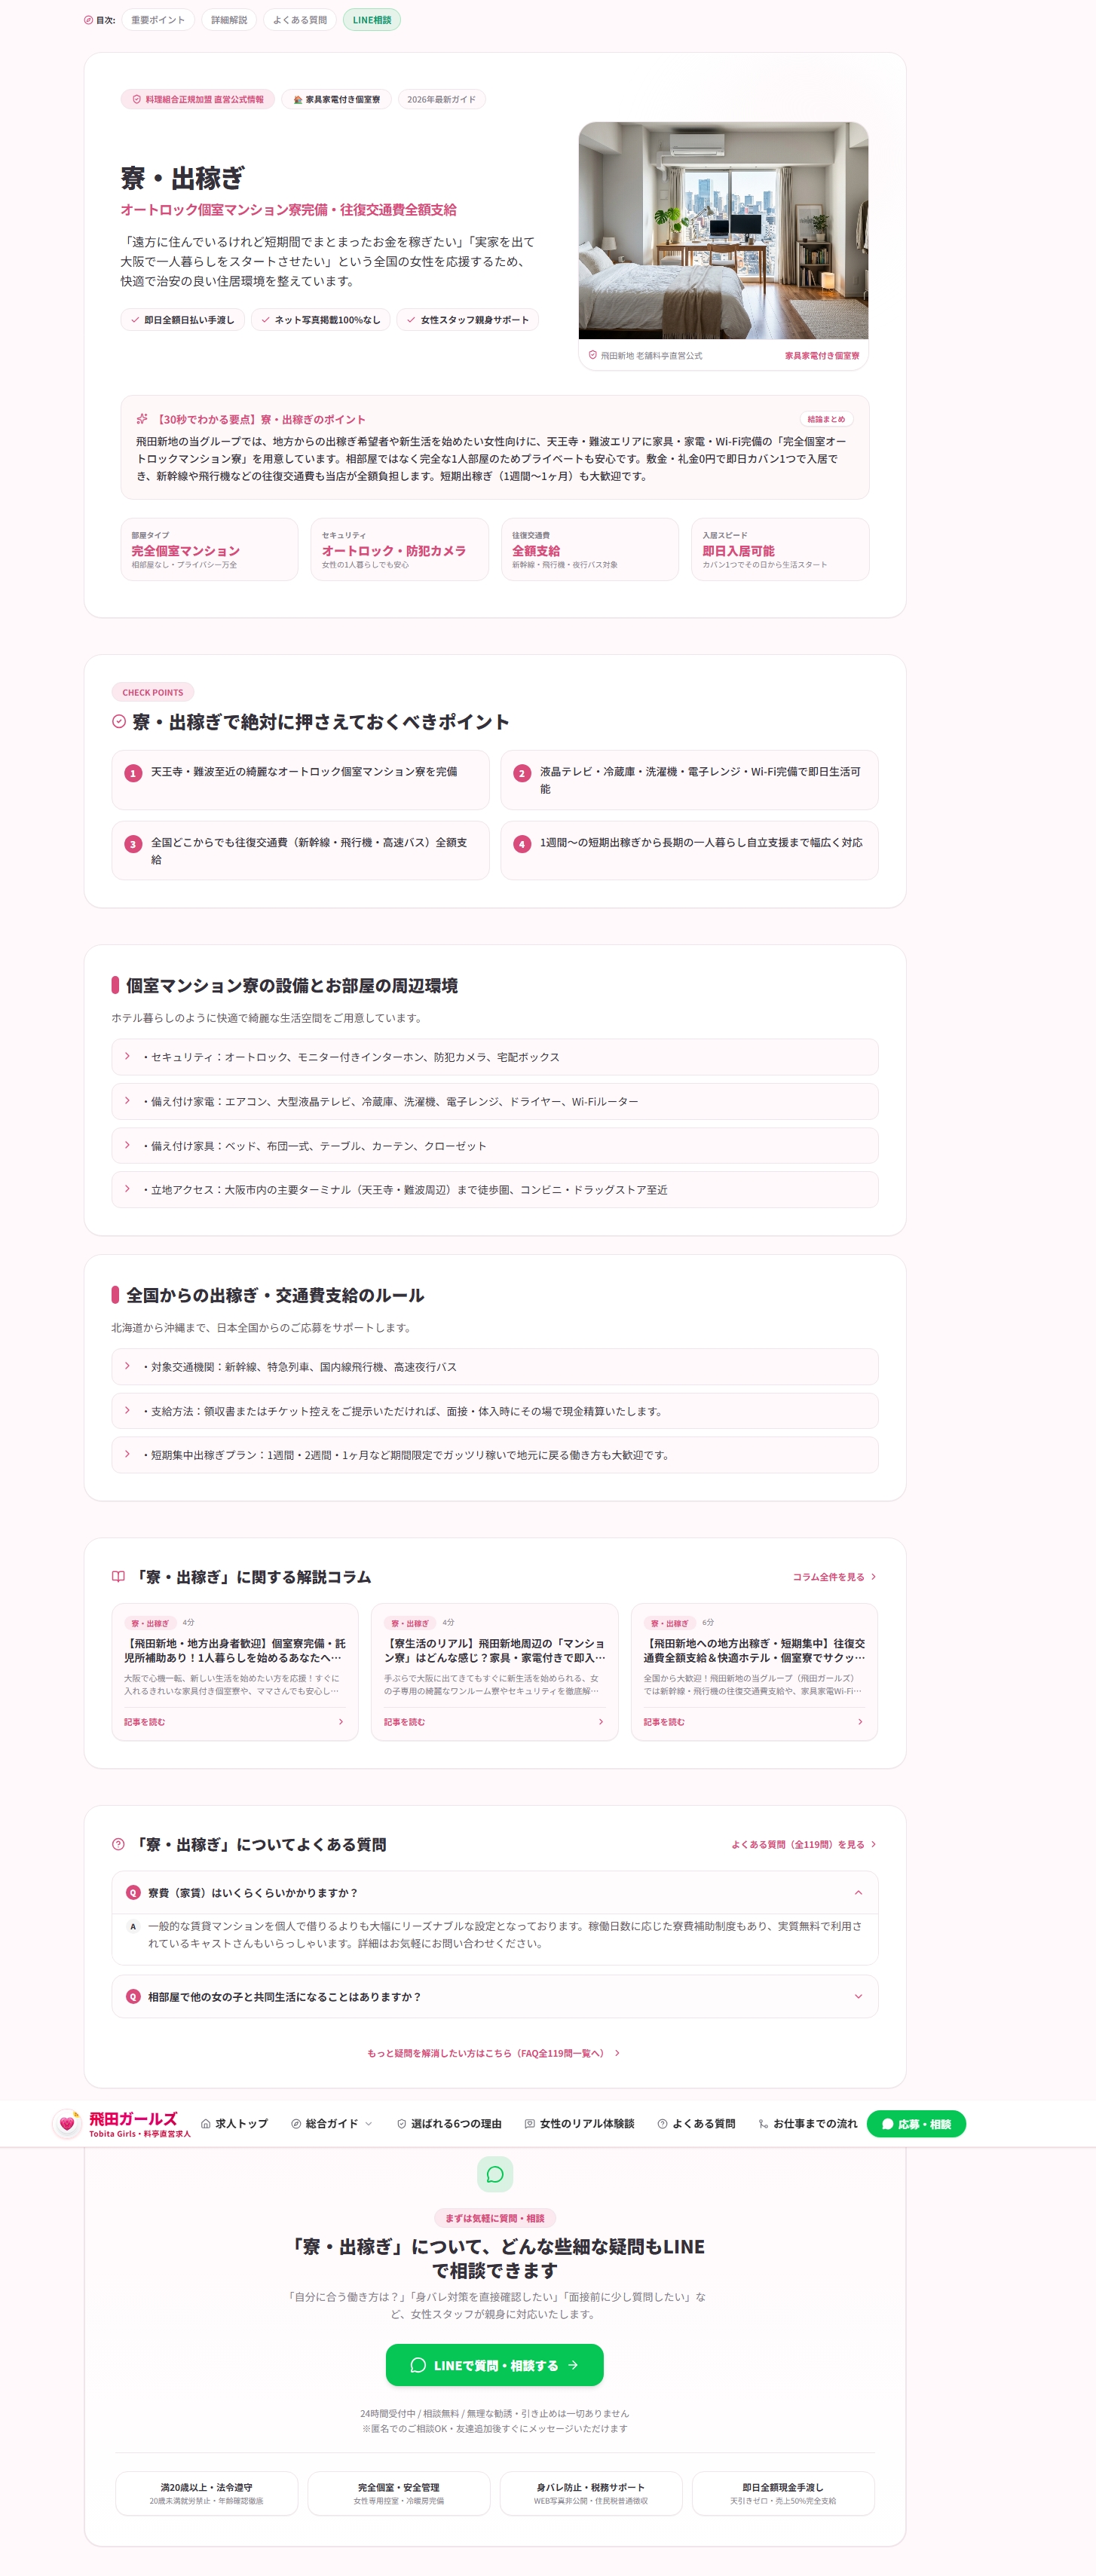 目次:
重要ポイント
詳細解説
よくある質問
LINE相談
料理組合正規加盟 直営公式情報
家具家電付き個室寮
2026年最新ガイド
寮・出稼ぎ
オートロック個室マンション寮完備・往復交通費全額支給
「遠方に住んでいるけれど短期間でまとまったお金を稼ぎたい」「実家を出て
大阪で一人暮らしをスタートさせたい」という全国の女性を応援するため、
快適で治安の良い住居環境を整えています。
即日全額日払い手渡し
ネット写真掲載100%なし
女性スタッフ親身サポート
飛田新地 老舗料亭直営公式
家具家電付き個室寮
【30秒でわかる要点】寮・出稼ぎのポイント
結論まとめ
飛田新地の当グループでは、地方からの出稼ぎ希望者や新生活を始めたい女性向けに、天王寺・難波エリアに家具・家電・Wi-Fi完備の「完全個室オー
トロックマンション寮」を用意しています。相部屋ではなく完全な1人部屋のためプライベートも安心です。敷金・礼金0円で即日カバン1つで入居で
き、新幹線や飛行機などの往復交通費も当店が全額負担します。短期出稼ぎ（1週間〜1ヶ月）も大歓迎です。
部屋タイプ
完全個室マンション
相部屋なし・プライバシー万全
セキュリティ
オートロック・防犯カメラ
女性の1人暮らしでも安心
往復交通費
全額支給
新幹線・飛行機・夜行バス対象
入居スピード
即日入居可能
カバン1つでその日から生活スタート
CHECK POINTS
寮・出稼ぎで絶対に押さえておくべきポイント
1 天王寺・難波至近の綺麗なオートロック個室マンション寮を完備
2 液晶テレビ・冷蔵庫・洗濯機・電子レンジ・Wi-Fi完備で即日生活可
能
3 全国どこからでも往復交通費（新幹線・飛行機・高速バス）全額支
給
4 1週間〜の短期出稼ぎから長期の一人暮らし自立支援まで幅広く対応
個室マンション寮の設備とお部屋の周辺環境
ホテル暮らしのように快適で綺麗な生活空間をご用意しています。
・セキュリティ：オートロック、モニター付きインターホン、防犯カメラ、宅配ボックス
・備え付け家電：エアコン、大型液晶テレビ、冷蔵庫、洗濯機、電子レンジ、ドライヤー、Wi-Fiルーター
・備え付け家具：ベッド、布団一式、テーブル、カーテン、クローゼット
・立地アクセス：大阪市内の主要ターミナル（天王寺・難波周辺）まで徒歩圏、コンビニ・ドラッグストア至近
全国からの出稼ぎ・交通費支給のルール
北海道から沖縄まで、日本全国からのご応募をサポートします。
・対象交通機関：新幹線、特急列車、国内線飛行機、高速夜行バス
・支給方法：領収書またはチケット控えをご提示いただければ、面接・体入時にその場で現金精算いたします。
・短期集中出稼ぎプラン：1週間・2週間・1ヶ月など期間限定でガッツリ稼いで地元に戻る働き方も大歓迎です。
「寮・出稼ぎ」に関する解説コラム
コラム全件を見る
寮・出稼ぎ 4分
【飛田新地・地方出身者歓迎】個室寮完備・託
児所補助あり！1人暮らしを始めるあなたへ…
大阪で心機一転、新しい生活を始めたい方を応援！すぐに
入れるきれいな家具付き個室寮や、ママさんでも安心し…
記事を読む
寮・出稼ぎ 4分
【寮生活のリアル】飛田新地周辺の「マンショ
ン寮」はどんな感じ？家具・家電付きで即入…
手ぶらで大阪に出てきてもすぐに新生活を始められる、女
の子専用の綺麗なワンルーム寮やセキュリティを徹底解…
記事を読む
寮・出稼ぎ 6分
【飛田新地への地方出稼ぎ・短期集中】往復交
通費全額支給＆快適ホテル・個室寮でサクッ…
全国から大歓迎！飛田新地の当グループ（飛田ガールズ）
では新幹線・飛行機の往復交通費支給や、家具家電Wi-Fi…
記事を読む
「寮・出稼ぎ」についてよくある質問
よくある質問（全119問）を見る
Q 寮費（家賃）はいくらくらいかかりますか？
A 一般的な賃貸マンションを個人で借りるよりも大幅にリーズナブルな設定となっております。稼働日数に応じた寮費補助制度もあり、実質無料で利用さ
れているキャストさんもいらっしゃいます。詳細はお気軽にお問い合わせください。
Q 相部屋で他の女の子と共同生活になることはありますか？
もっと疑問を解消したい方はこちら（FAQ全119問一覧へ）
飛田ガールズ
Tobita Girls・料亭直営求人
求人トップ
総合ガイド
選ばれる6つの理由
女性のリアル体験談
よくある質問
お仕事までの流れ
応募・相談
まずは気軽に質問・相談
「寮・出稼ぎ」について、どんな些細な疑問もLINE
で相談できます
「自分に合う働き方は？」「身バレ対策を直接確認したい」「面接前に少し質問したい」な
ど、女性スタッフが親身に対応いたします。
LINEで質問・相談する
24時間受付中 / 相談無料 / 無理な勧誘・引き止めは一切ありません
※匿名でのご相談OK・友達追加後すぐにメッセージいただけます
満20歳以上・法令遵守
20歳未満就労禁止・年齢確認徹底
完全個室・安全管理
女性専用控室・冷暖房完備
身バレ防止・税務サポート
WEB写真非公開・住民税普通徴収
即日全額現金手渡し
天引きゼロ・売上50%完全支給